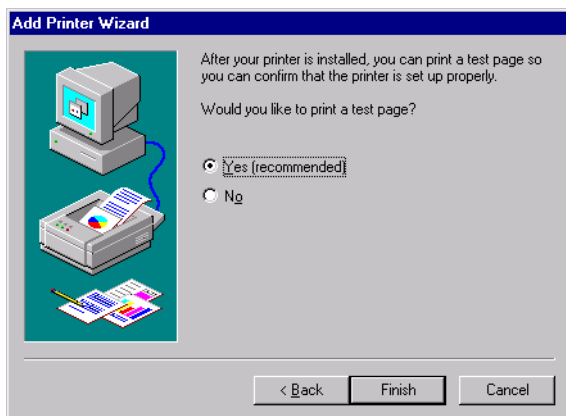 Add Printer Wizard
After your printer is installed, you can print a test page so
you can confirm that the printer is set up properly.
Would you like to print a test page?
Yes (recommended)
No
< Back
Finish
Cancel